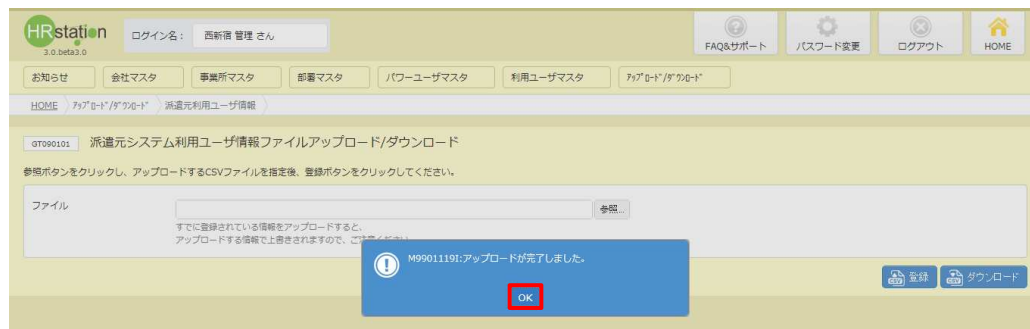 HRstation
3.0.beta3.0
ログイン名： 西新宿 管理 さん
FAQ&サポート
パスワード変更
ログアウト
HOME
お知らせ
会社マスタ
事業所マスタ
部署マスタ
パワーユーザマスタ
利用ユーザマスタ
ｱｯﾌﾟﾛｰﾄﾞ/ﾀﾞｳﾝﾛｰﾄﾞ
HOME ｱｯﾌﾟﾛｰﾄﾞ/ﾀﾞｳﾝﾛｰﾄﾞ 派遣元利用ユーザ情報
GT090101 派遣元システム利用ユーザ情報ファイルアップロード/ダウンロード
参照ボタンをクリックし、アップロードするCSVファイルを指定後、登録ボタンをクリックしてください。
ファイル
参照...
すでに登録されている情報をアップロードすると、
アップロードする情報で上書きされますので、
M9901119I:アップロードが完了しました。
OK
登録
ダウンロード